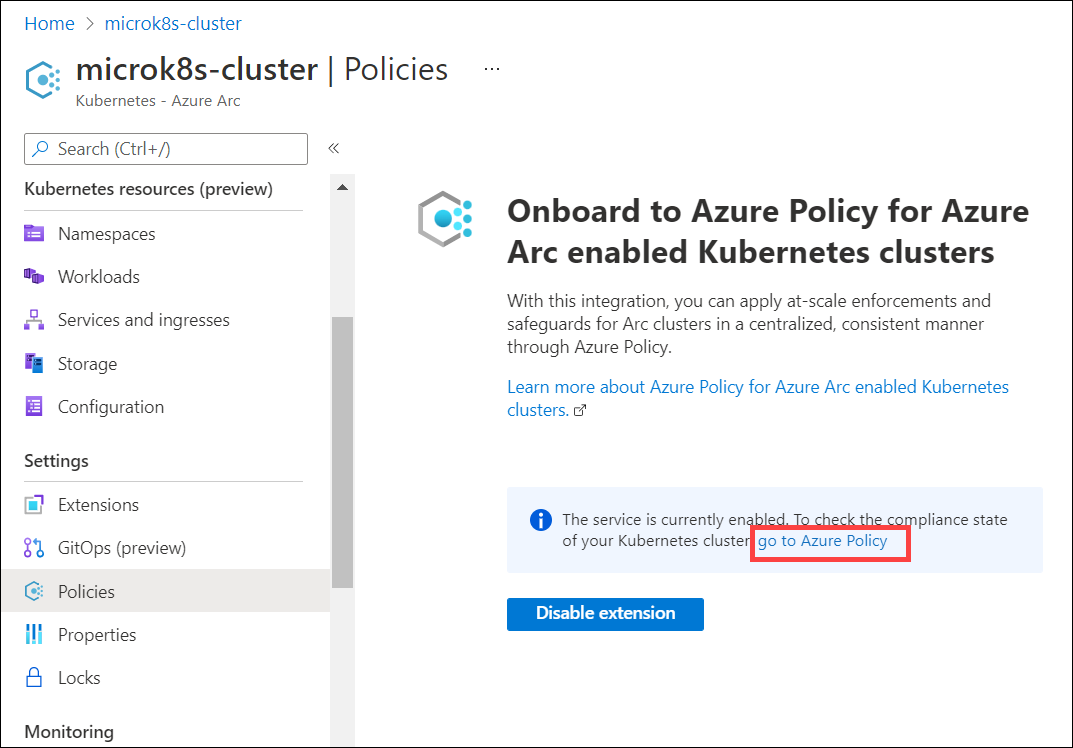 Home > microk8s-cluster
microk8s-cluster | Policies ...
Kubernetes - Azure Arc
Search (Ctrl+/) «
Kubernetes resources (preview)
Namespaces
Workloads
Services and ingresses
Storage
Configuration
Settings
Extensions
GitOps (preview)
Policies
Properties
Locks
Monitoring
Onboard to Azure Policy for Azure
Arc enabled Kubernetes clusters
With this integration, you can apply at-scale enforcements and
safeguards for Arc clusters in a centralized, consistent manner
through Azure Policy.
Learn more about Azure Policy for Azure Arc enabled Kubernetes
clusters.
The service is currently enabled. To check the compliance state
of your Kubernetes cluster go to Azure Policy
Disable extension